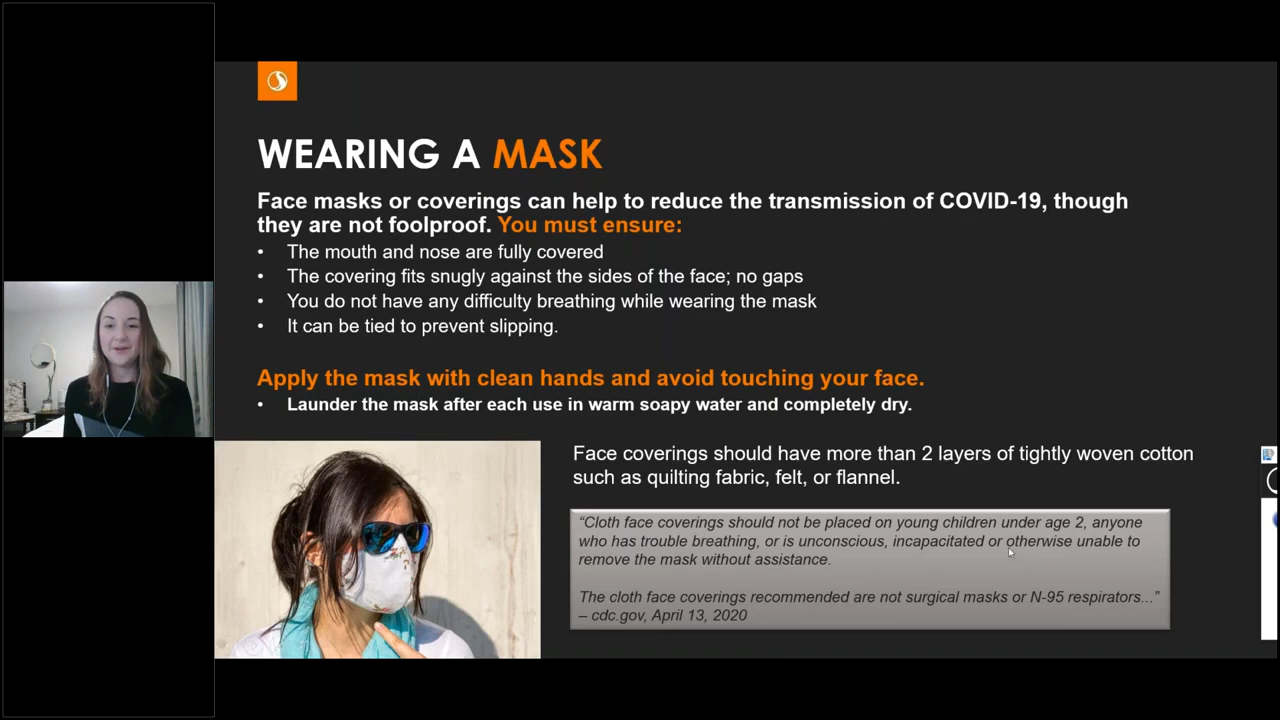 WEARING A MASK
Face masks or coverings can help to reduce the transmission of COVID-19, though
they are not foolproof. You must ensure:
• The mouth and nose are fully covered
• The covering fits snugly against the sides of the face; no gaps
• You do not have any difficulty breathing while wearing the mask
• It can be tied to prevent slipping.
Apply the mask with clean hands and avoid touching your face.
• Launder the mask after each use in warm soapy water and completely dry.
Face coverings should have more than 2 layers of tightly woven cotton
such as quilting fabric, felt, or flannel.
“Cloth face coverings should not be placed on young children under age 2, anyone
who has trouble breathing, or is unconscious, incapacitated or otherwise unable to
remove the mask without assistance.
The cloth face coverings recommended are not surgical masks or N-95 respirators...”
– cdc.gov, April 13, 2020